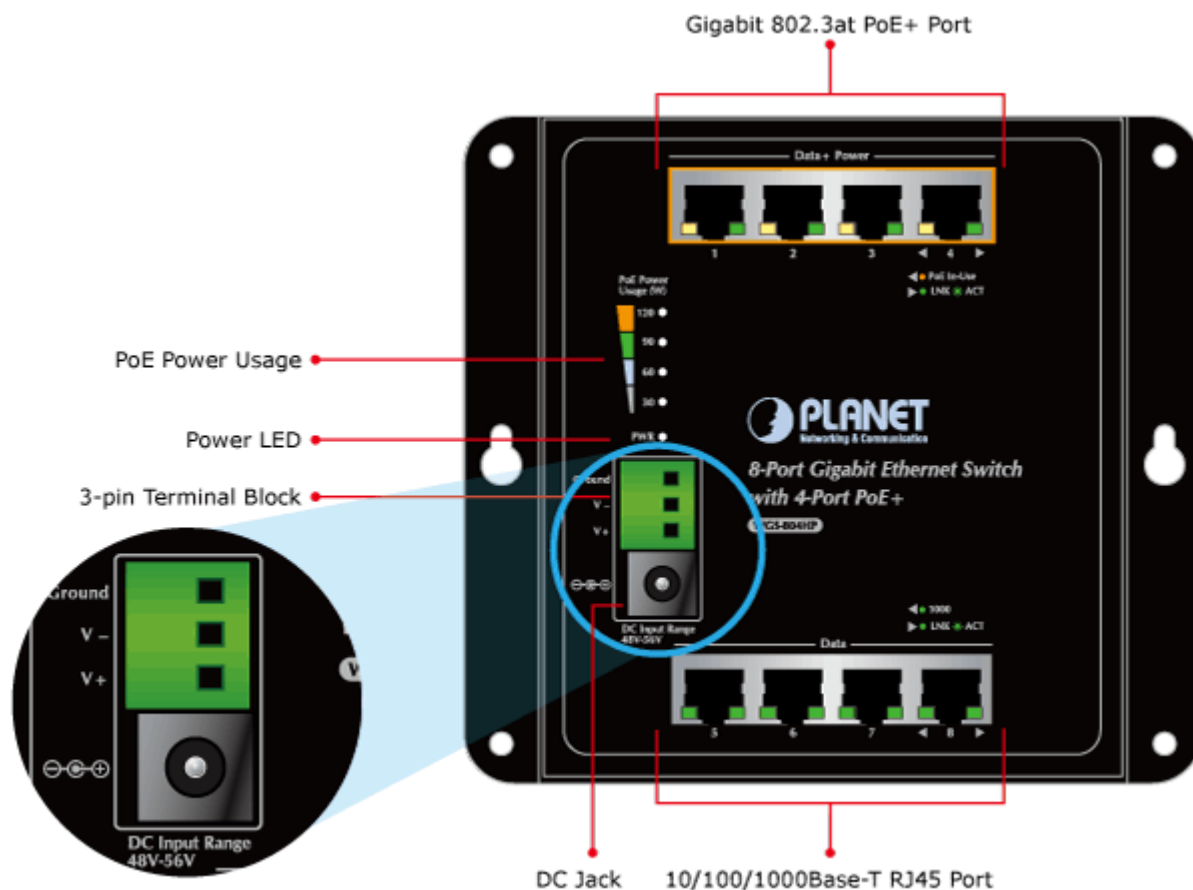 Gigabit 802.3at PoE+ Port
Data+ Power
1 2 3 4
PoE In-Use
LNK ACT
PoE Power
Usage (W)
120
90
60
30
PWR
PoE Power Usage
Power LED
3-pin Terminal Block
PLANET
Networking & Communication
8-Port Gigabit Ethernet Switch
with 4-Port PoE+
WGS-804HP
Ground
V -
V +
DC Input Range
48V-56V
1000
LNK ACT
Data
5 6 7 8
Ground
V -
V +
DC Input Range
48V-56V
DC Jack
10/100/1000Base-T RJ45 Port